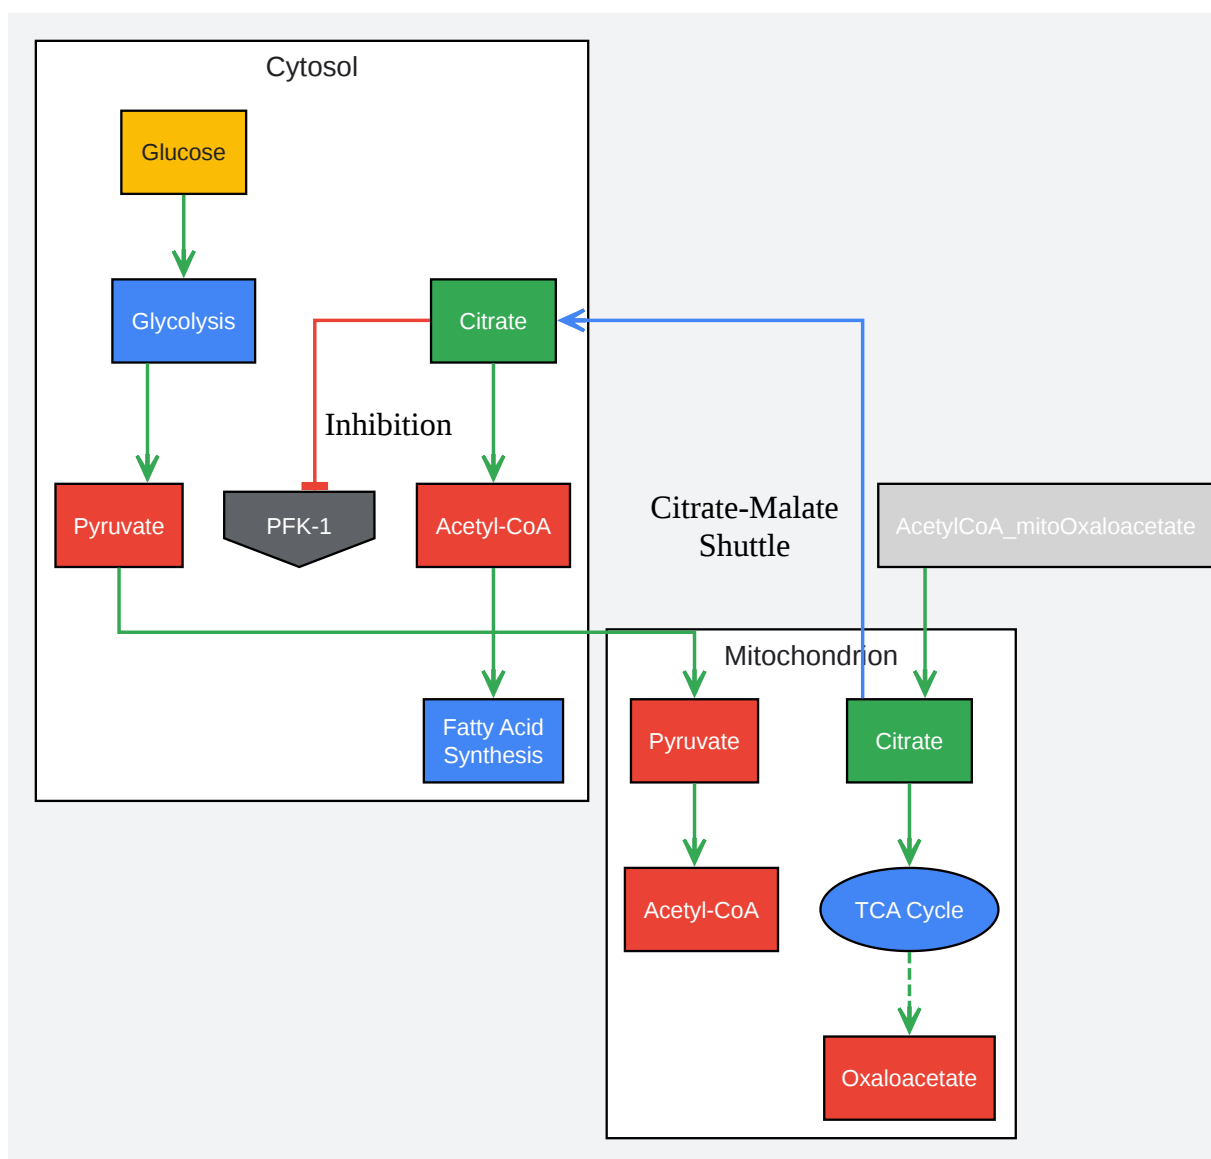 Cytosol
Glucose
Glycolysis
Citrate
Inhibition
Pyruvate
PFK-1
Acetyl-CoA
Citrate-Malate
Shuttle
AcetylCoA_mitoOxaloacetate
Mitochondrion
Fatty Acid
Synthesis
Pyruvate
Citrate
Acetyl-CoA
TCA Cycle
Oxaloacetate